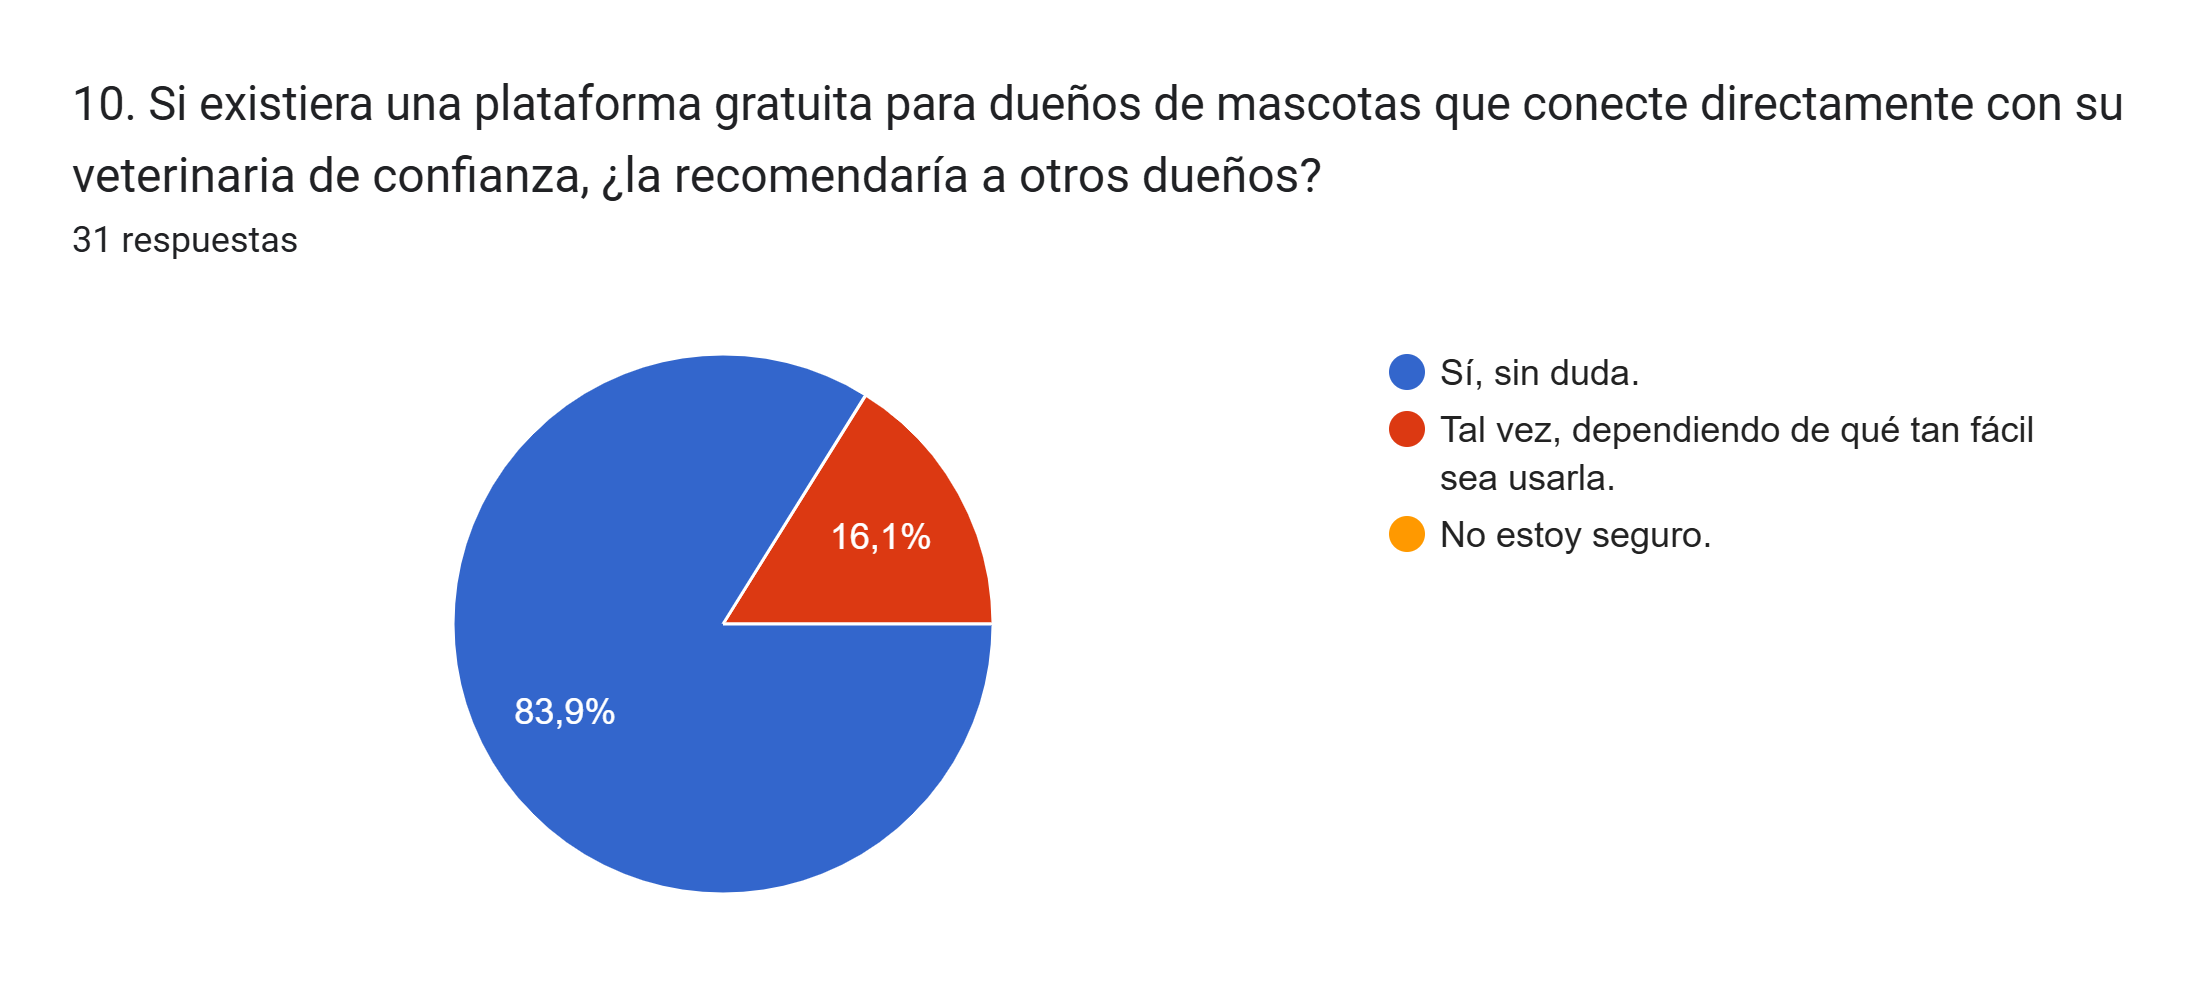 10. Si existiera una plataforma gratuita para dueños de mascotas que conecte directamente con su
veterinaria de confianza, ¿la recomendaría a otros dueños?
31 respuestas
Sí, sin duda.
Tal vez, dependiendo de qué tan fácil
sea usarla.
No estoy seguro.
16,1%
83,9%